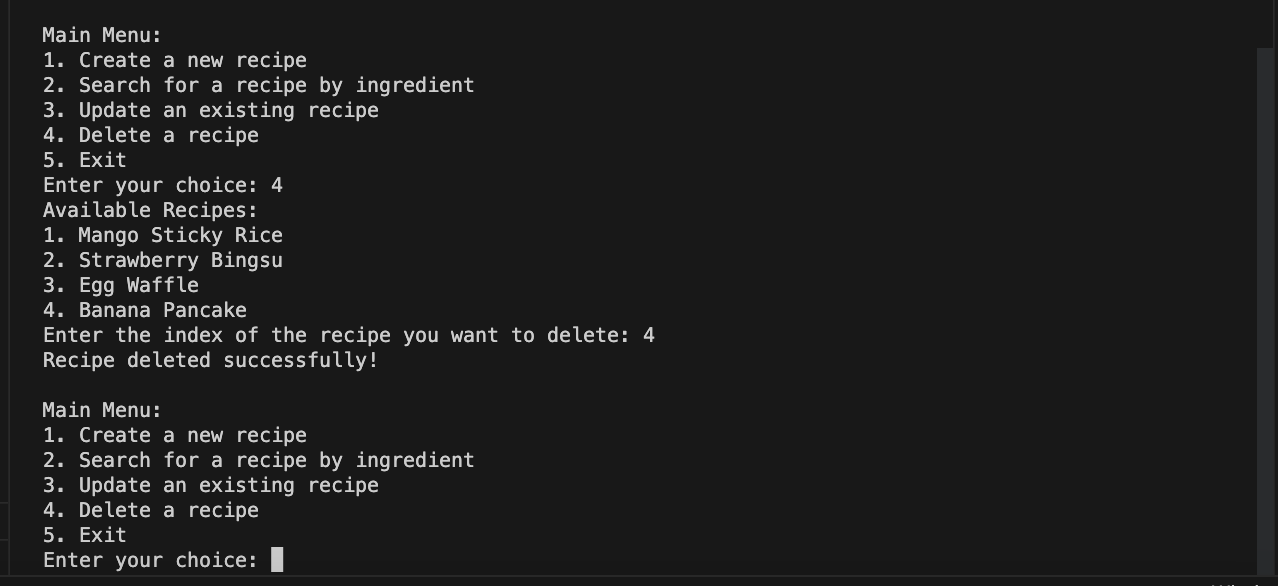 Main Menu:
1. Create a new recipe
2. Search for a recipe by ingredient
3. Update an existing recipe
4. Delete a recipe
5. Exit
Enter your choice: 4
Available Recipes:
1. Mango Sticky Rice
2. Strawberry Bingsu
3. Egg Waffle
4. Banana Pancake
Enter the index of the recipe you want to delete: 4
Recipe deleted successfully!
Main Menu:
1. Create a new recipe
2. Search for a recipe by ingredient
3. Update an existing recipe
4. Delete a recipe
5. Exit
Enter your choice: